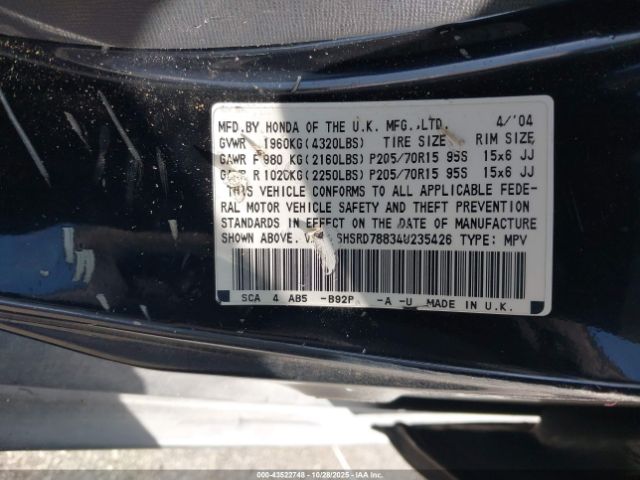 MFD.BY HONDA OF THE U.K. MFG.,LTD. 4/'04
GVWR 1960KG(4320LBS) TIRE SIZE RIM SIZE
GAWR F 980 KG(2160LBS) P205/70R15 95S 15x6 JJ
R 1020KG(2250LBS) P205/70R15 95S 15x6 JJ
THIS VEHICLE CONFORMS TO ALL APPLICABLE FEDE-
RAL MOTOR VEHICLE SAFETY AND THEFT PREVENTION
STANDARDS IN EFFECT ON THE DATE OF MANUFACTURE
SHOWN ABOVE. SHSRD78834U235426 TYPE: MPV
SCA 4 AB5 -B92P -A -U MADE IN U.K.
000-43522748 - 10/28/2025 - IAAI.COM